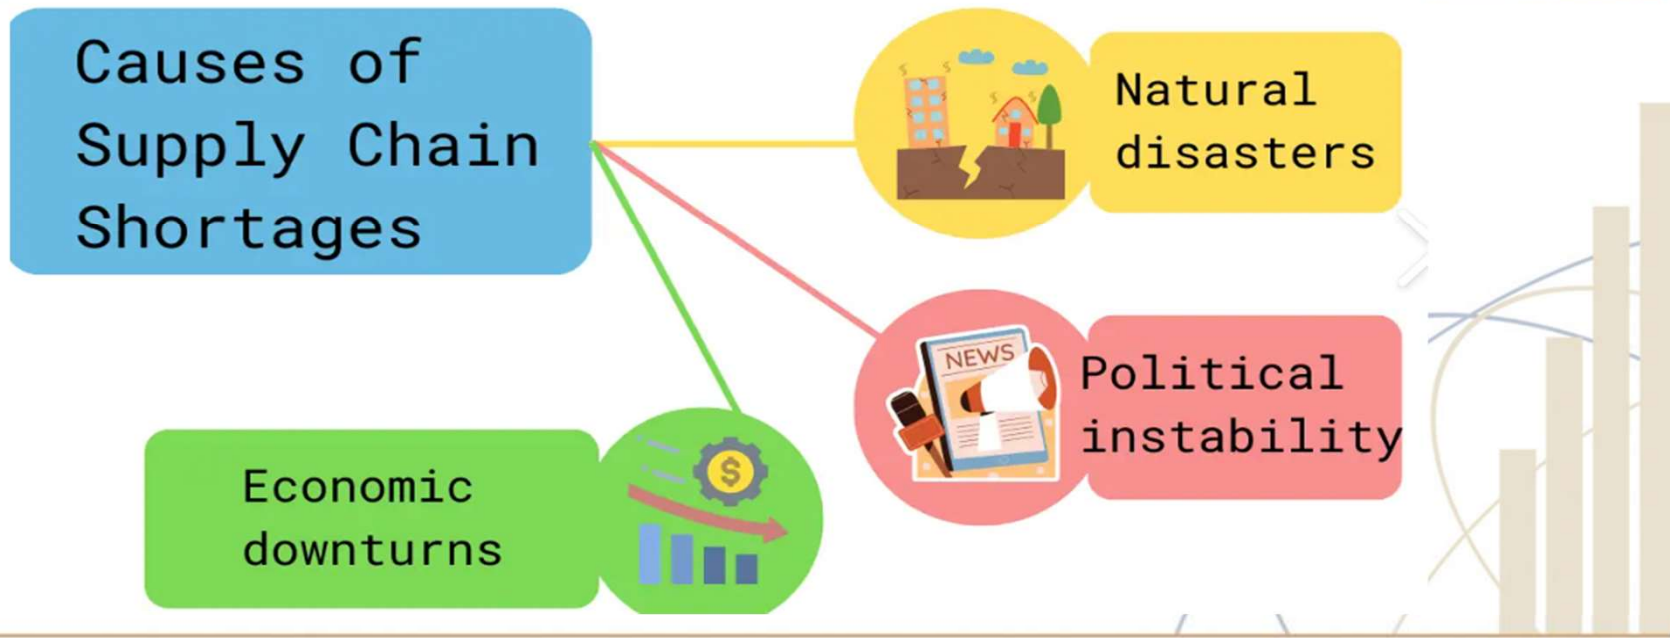 Causes of
Supply Chain
Shortages
Natural
disasters
NEWS
Political
instability
Economic
downturns
$